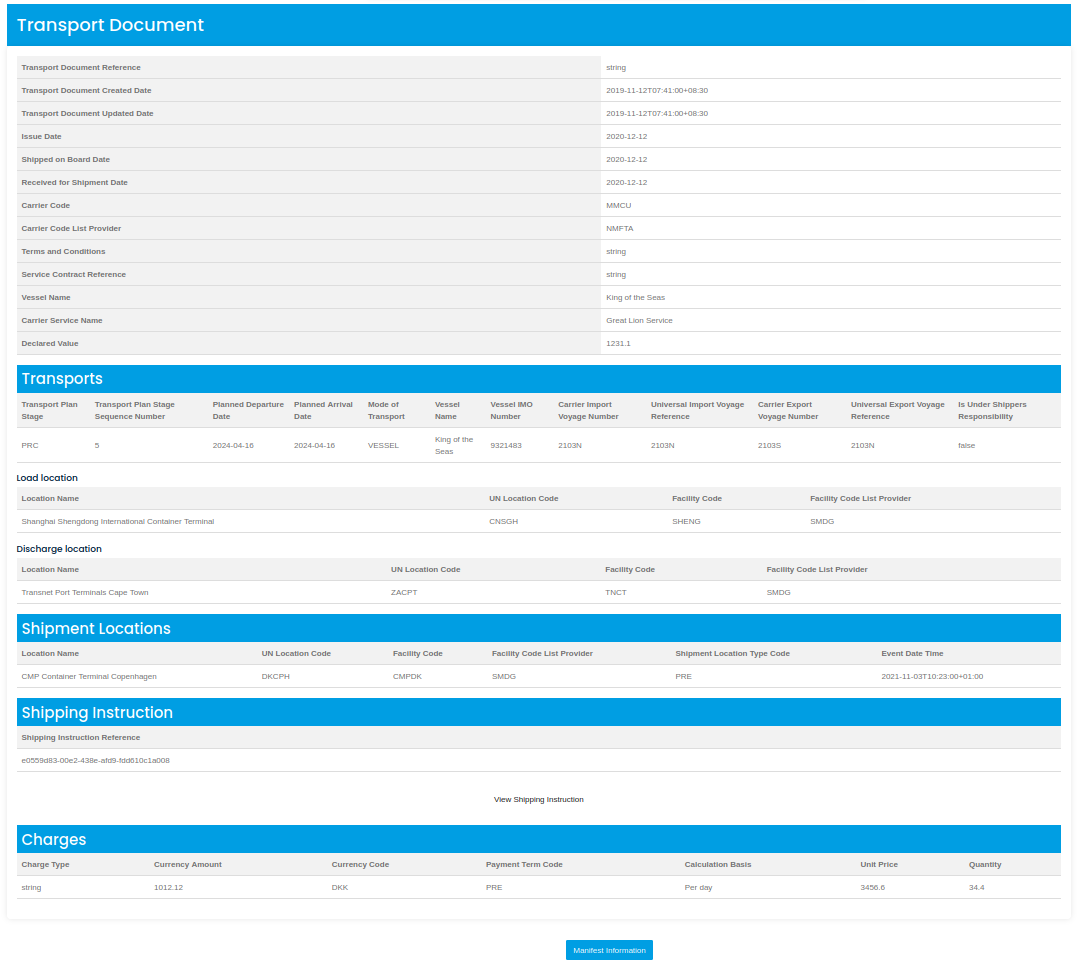 Transport Document
Transport Document Reference string
Transport Document Created Date 2019-11-12T07:41:00+08:30
Transport Document Updated Date 2019-11-12T07:41:00+08:30
Issue Date 2020-12-12
Shipped on Board Date 2020-12-12
Received for Shipment Date 2020-12-12
Carrier Code MMCU
Carrier Code List Provider NMFTA
Terms and Conditions string
Service Contract Reference string
Vessel Name King of the Seas
Carrier Service Name Great Lion Service
Declared Value 1231.1
Transports
Transport Plan Transport Plan Stage Planned Departure Planned Arrival Mode of Vessel Vessel IMO Carrier Import Universal Import Voyage Carrier Export Universal Export Voyage Is Under Shippers
Stage Sequence Number Date Date Transport Name Number Voyage Number Reference Voyage Number Reference Responsibility
PRC 5 2024-04-16 2024-04-16 VESSEL King of the 9321483 2103N 2103N 2103S 2103N false
Seas
Load location
Location Name UN Location Code Facility Code Facility Code List Provider
Shanghai Shengdong International Container Terminal CNSGH SHENG SMDG
Discharge location
Location Name UN Location Code Facility Code Facility Code List Provider
Transnet Port Terminals Cape Town ZACPT TNCT SMDG
Shipment Locations
Location Name UN Location Code Facility Code Facility Code List Provider Shipment Location Type Code Event Date Time
CMP Container Terminal Copenhagen DKCPH CMPDK SMDG PRE 2021-11-03T10:23:00+01:00
Shipping Instruction
Shipping Instruction Reference
e0559d83-00e2-438e-afd9-fdd610c1a008
View Shipping Instruction
Charges
Charge Type Currency Amount Currency Code Payment Term Code Calculation Basis Unit Price Quantity
string 1012.12 DKK PRE Per day 3456.6 34.4
Manifest Information